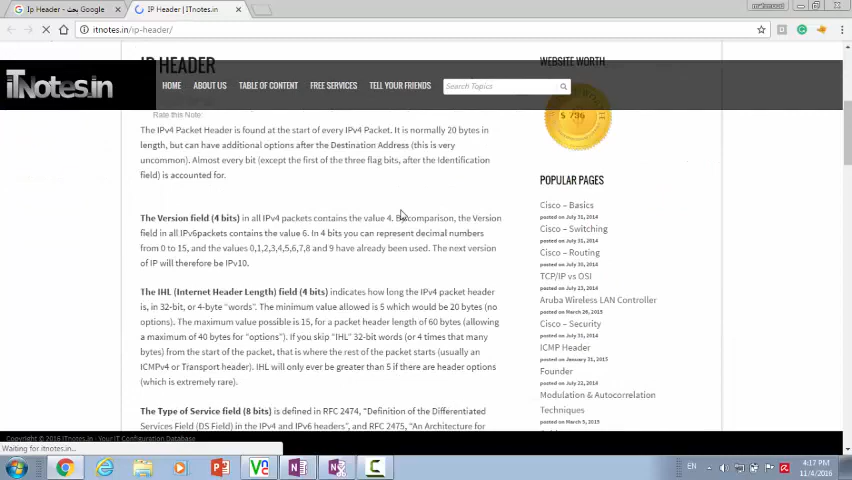 mahmoud
Ip Header - بحث Google
IP Header | ITnotes.in
itnotes.in/ip-header/
IP HEADER
WEBSITE WORTH
iTNotes.in
HOME
ABOUT US
TABLE OF CONTENT
FREE SERVICES
TELL YOUR FRIENDS
Search Topics
Rate this Note:
The IPv4 Packet Header is found at the start of every IPv4 Packet. It is normally 20 bytes in
length, but can have additional options after the Destination Address (this is very
uncommon). Almost every bit (except the first of the three flag bits, after the Identification
field) is accounted for.
The Version field (4 bits) in all IPv4 packets contains the value 4. By comparison, the Version
field in all IPv6packets contains the value 6. In 4 bits you can represent decimal numbers
from 0 to 15, and the values 0,1,2,3,4,5,6,7,8 and 9 have already been used. The next version
of IP will therefore be IPv10.
The IHL (Internet Header Length) field (4 bits) indicates how long the IPv4 packet header
is, in 32-bit, or 4-byte "words". The minimum value allowed is 5 which would be 20 bytes (no
options). The maximum value possible is 15, for a packet header length of 60 bytes (allowing
a maximum of 40 bytes for "options"). If you skip "IHL" 32-bit words (or 4 times that many
bytes) from the start of the packet, that is where the rest of the packet starts (usually an
ICMPv4 or Transport header). IHL will only ever be greater than 5 if there are header options
(which is extremely rare).
The Type of Service field (8 bits) is defined in RFC 2474, "Definition of the Differentiated
Services Field (DS Field) in the IPv4 and IPv6 headers", and RFC 2475, "An Architecture for
$ 796
POPULAR PAGES
Cisco – Basics
posted on July 31, 2014
Cisco – Switching
posted on July 31, 2014
Cisco – Routing
posted on July 31, 2014
TCP/IP vs OSI
posted on July 23, 2014
Aruba Wireless LAN Controller
posted on March 26, 2015
Cisco – Security
posted on July 31, 2014
ICMP Header
posted on January 31, 2015
Founder
posted on July 22, 2014
Modulation & Autocorrelation
Techniques
posted on March 5, 2015
Copyright © 2016 ITnotes.in - Your IT Configuration Database
Waiting for itnotes.in...
EN
4:17 PM
11/4/2016